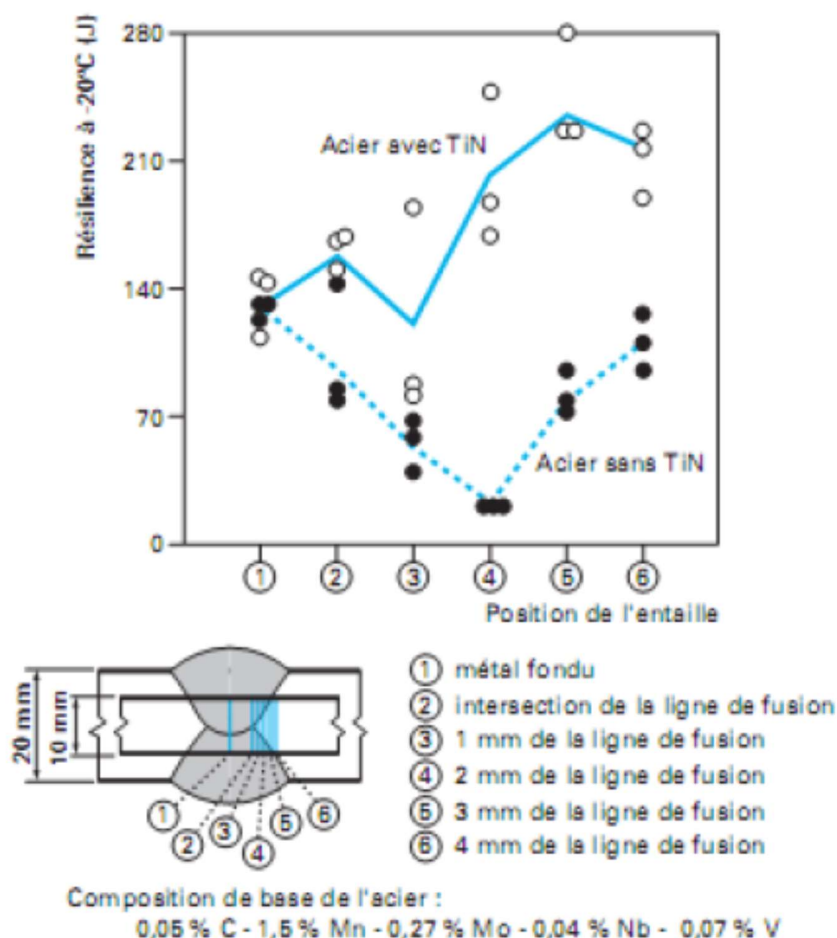 Résilience à -20°C (J)
280
210
140
70
0
Acier avec TiN
Acier sans TiN
1 2 3 4 5 6
Position de l'entaille
20 mm
10 mm
1 2 3 4 5 6
1 métal fondu
2 intersection de la ligne de fusion
3 1 mm de la ligne de fusion
4 2 mm de la ligne de fusion
5 3 mm de la ligne de fusion
6 4 mm de la ligne de fusion
Composition de base de l'acier :
0,05 % C - 1,5 % Mn - 0,27 % Mo - 0,04 % Nb - 0,07 % V